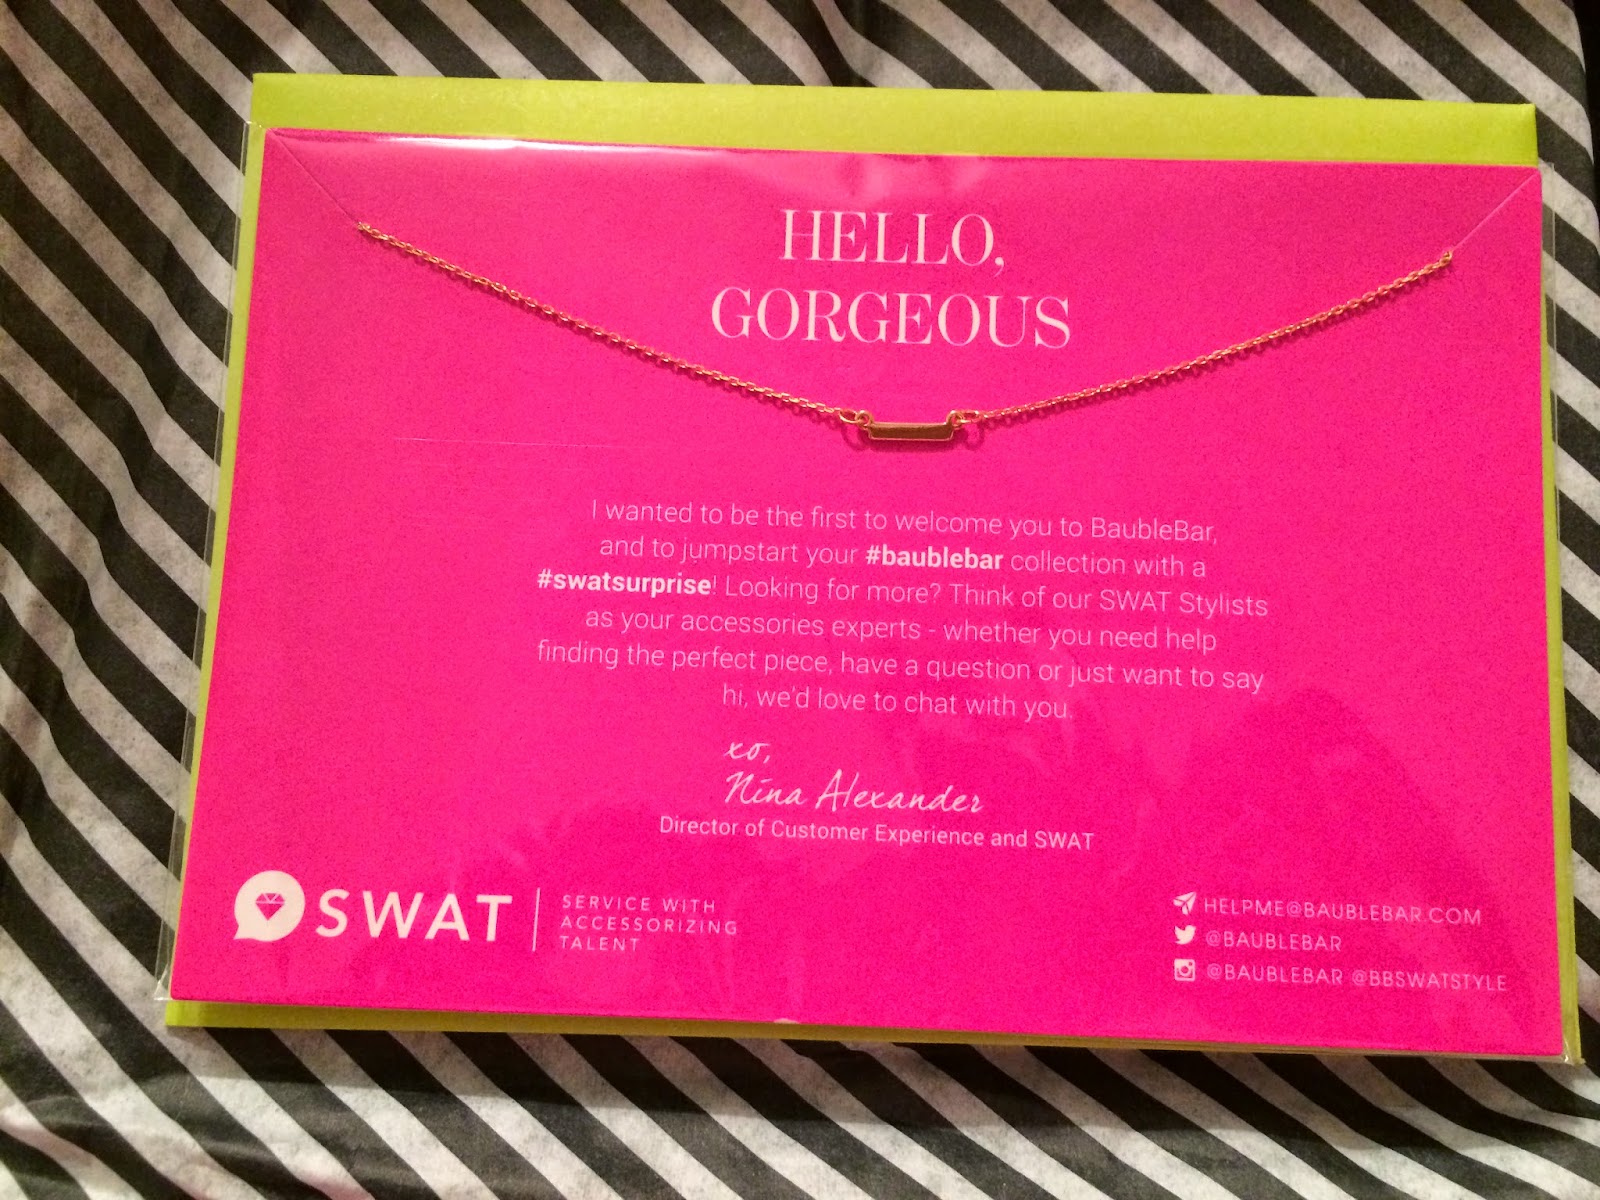 HELLO,
GORGEOUS
I wanted to be the first to welcome you to BaubleBar,
and to jumpstart your #baublebar collection with a
#swatsurprise! Looking for more? Think of our SWAT Stylists
as your accessories experts - whether you need help
finding the perfect piece, have a question or just want to say
hi, we'd love to chat with you.
xo,
Nina Alexander
Director of Customer Experience and SWAT
SWAT
SERVICE WITH
ACCESSORIZING
TALENT
HELPME@BAUBLEBAR.COM
@BAUBLEBAR
@BAUBLEBAR @BBSWATSTYLE